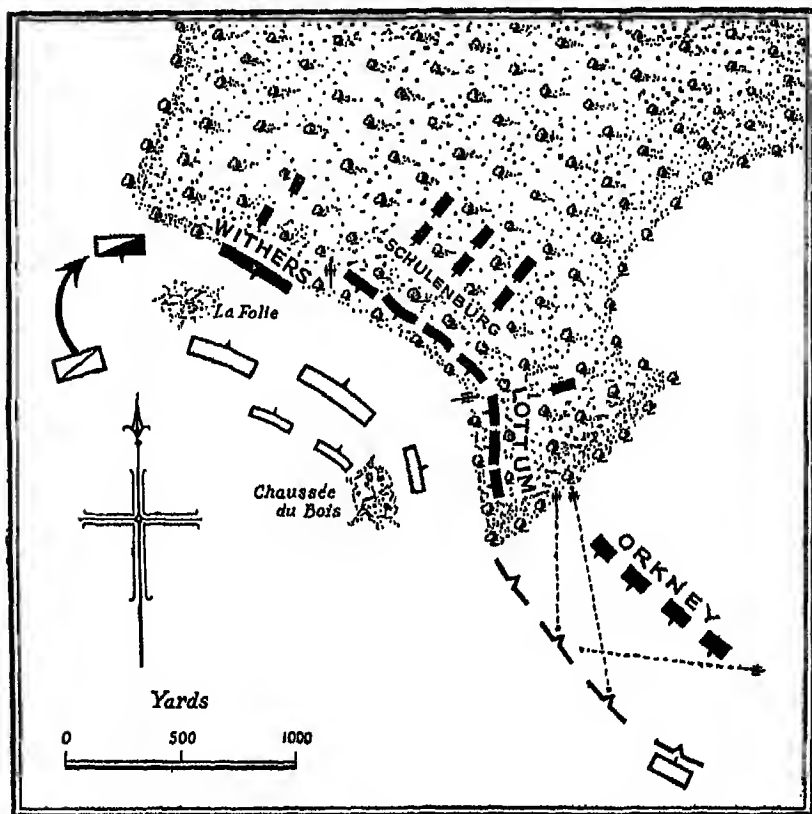 WITHERS
SCHULENBURG
La Folie
LOTTUM
Chaussée
du Bois
ORKNEY
Yards
0 500 1000